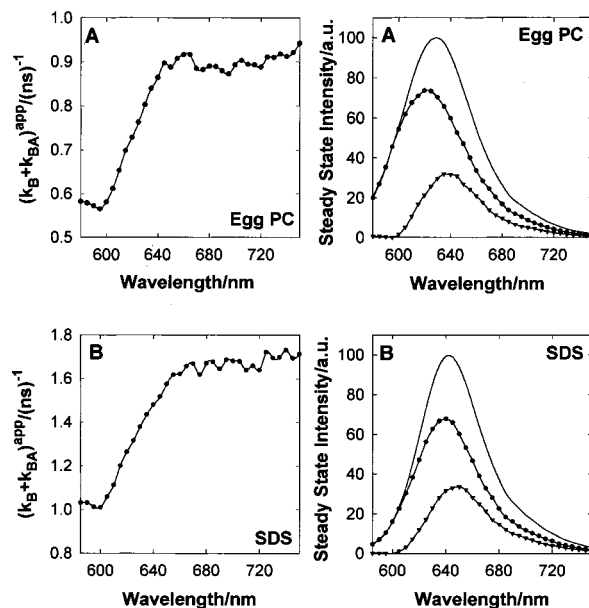 A
1.0
0.9
0.8
0.7
0.6
0.5
(k_B+k_BA)^app/(ns)^-1
Egg PC
600 640 680 720
Wavelength/nm
A
Egg PC
100
80
60
40
20
0
Steady State Intensity/a.u.
600 640 680 720
Wavelength/nm
B
1.8
1.6
1.4
1.2
1.0
0.8
(k_B+k_BA)^app/(ns)^-1
SDS
600 640 680 720
Wavelength/nm
B
SDS
100
80
60
40
20
0
Steady State Intensity/a.u.
600 640 680 720
Wavelength/nm